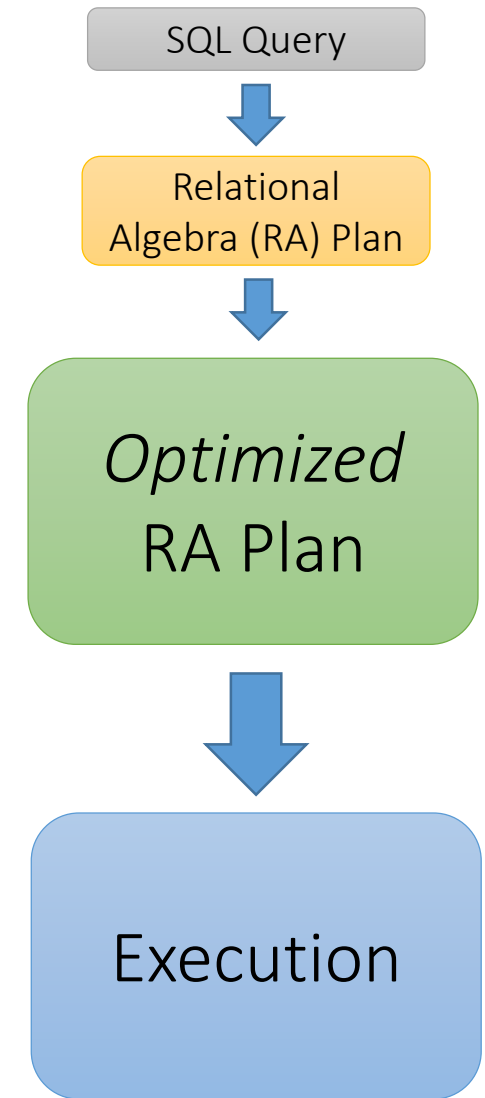 SQL Query
Relational
Algebra (RA) Plan
Optimized
RA Plan
Execution